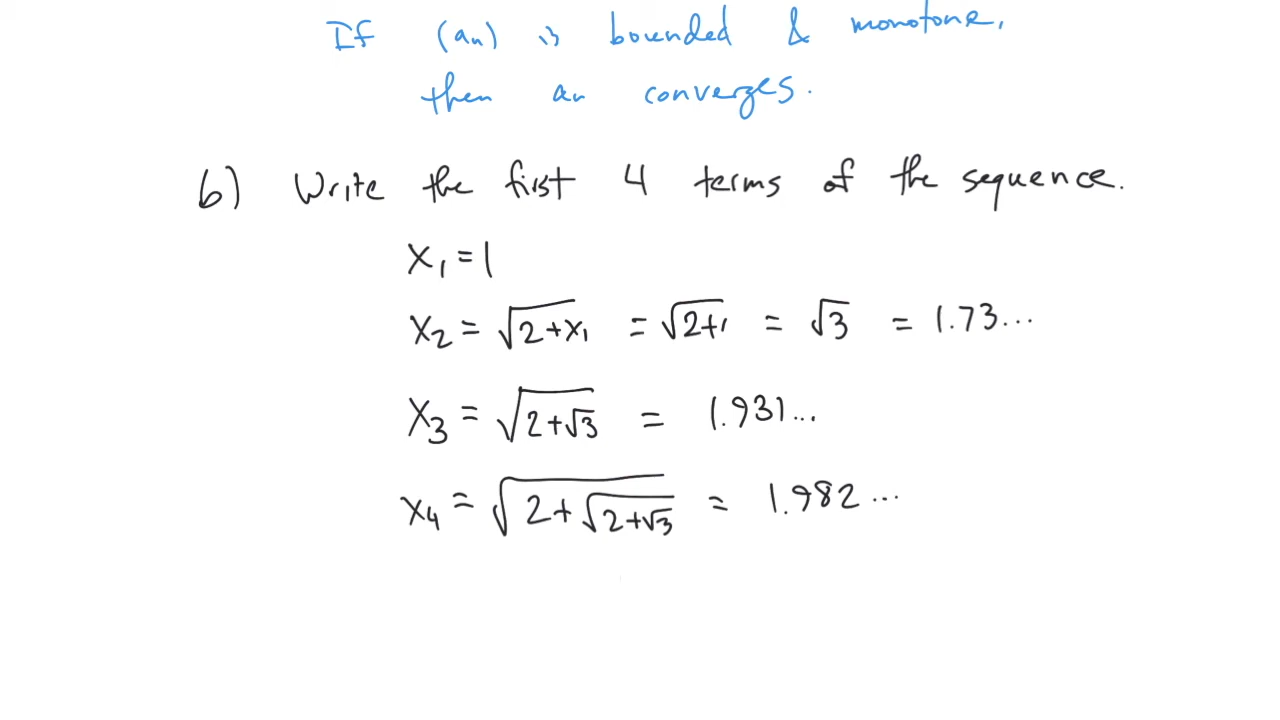 If (an) is bounded & monotone,
then an converges.
b) Write the first 4 terms of the sequence.
x₁ = 1
x₂ = √(2+x₁) = √(2+1) = √3 = 1.73...
x₃ = √(2+√3) = 1.931...
x₄ = √(2+√(2+√3)) = 1.982...